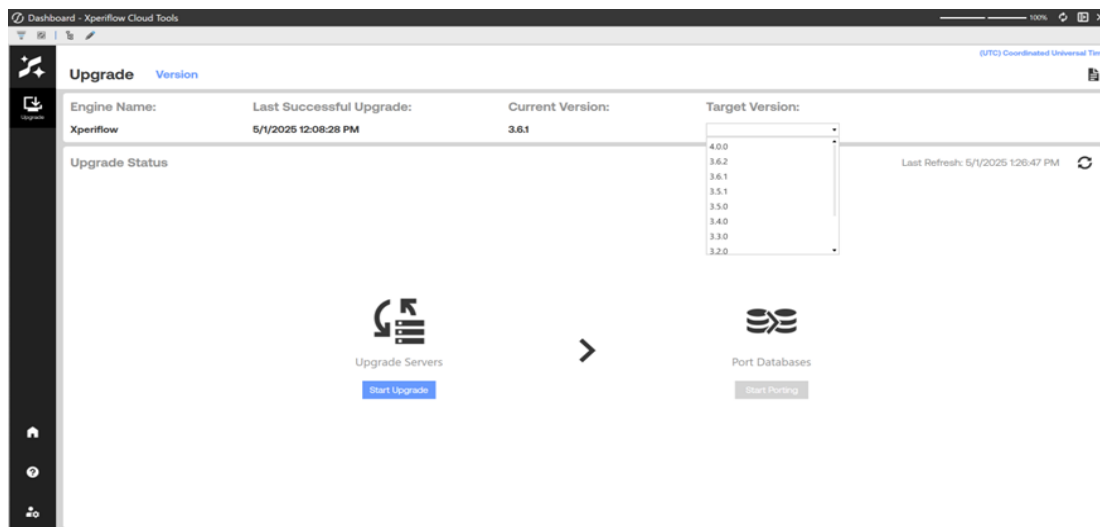 Dashboard - Xperiflow Cloud Tools
100%
(UTC) Coordinated Universal Tim
Upgrade Version
Upgrade
Engine Name: Last Successful Upgrade: Current Version: Target Version:
Xperiflow 5/1/2025 12:08:28 PM 3.6.1
Upgrade Status
Last Refresh: 5/1/2025 1:26:47 PM
4.0.0
3.6.2
3.6.1
3.5.1
3.5.0
3.4.0
3.3.0
3.2.0
Upgrade Servers
Port Databases
Start Upgrade
Start Porting